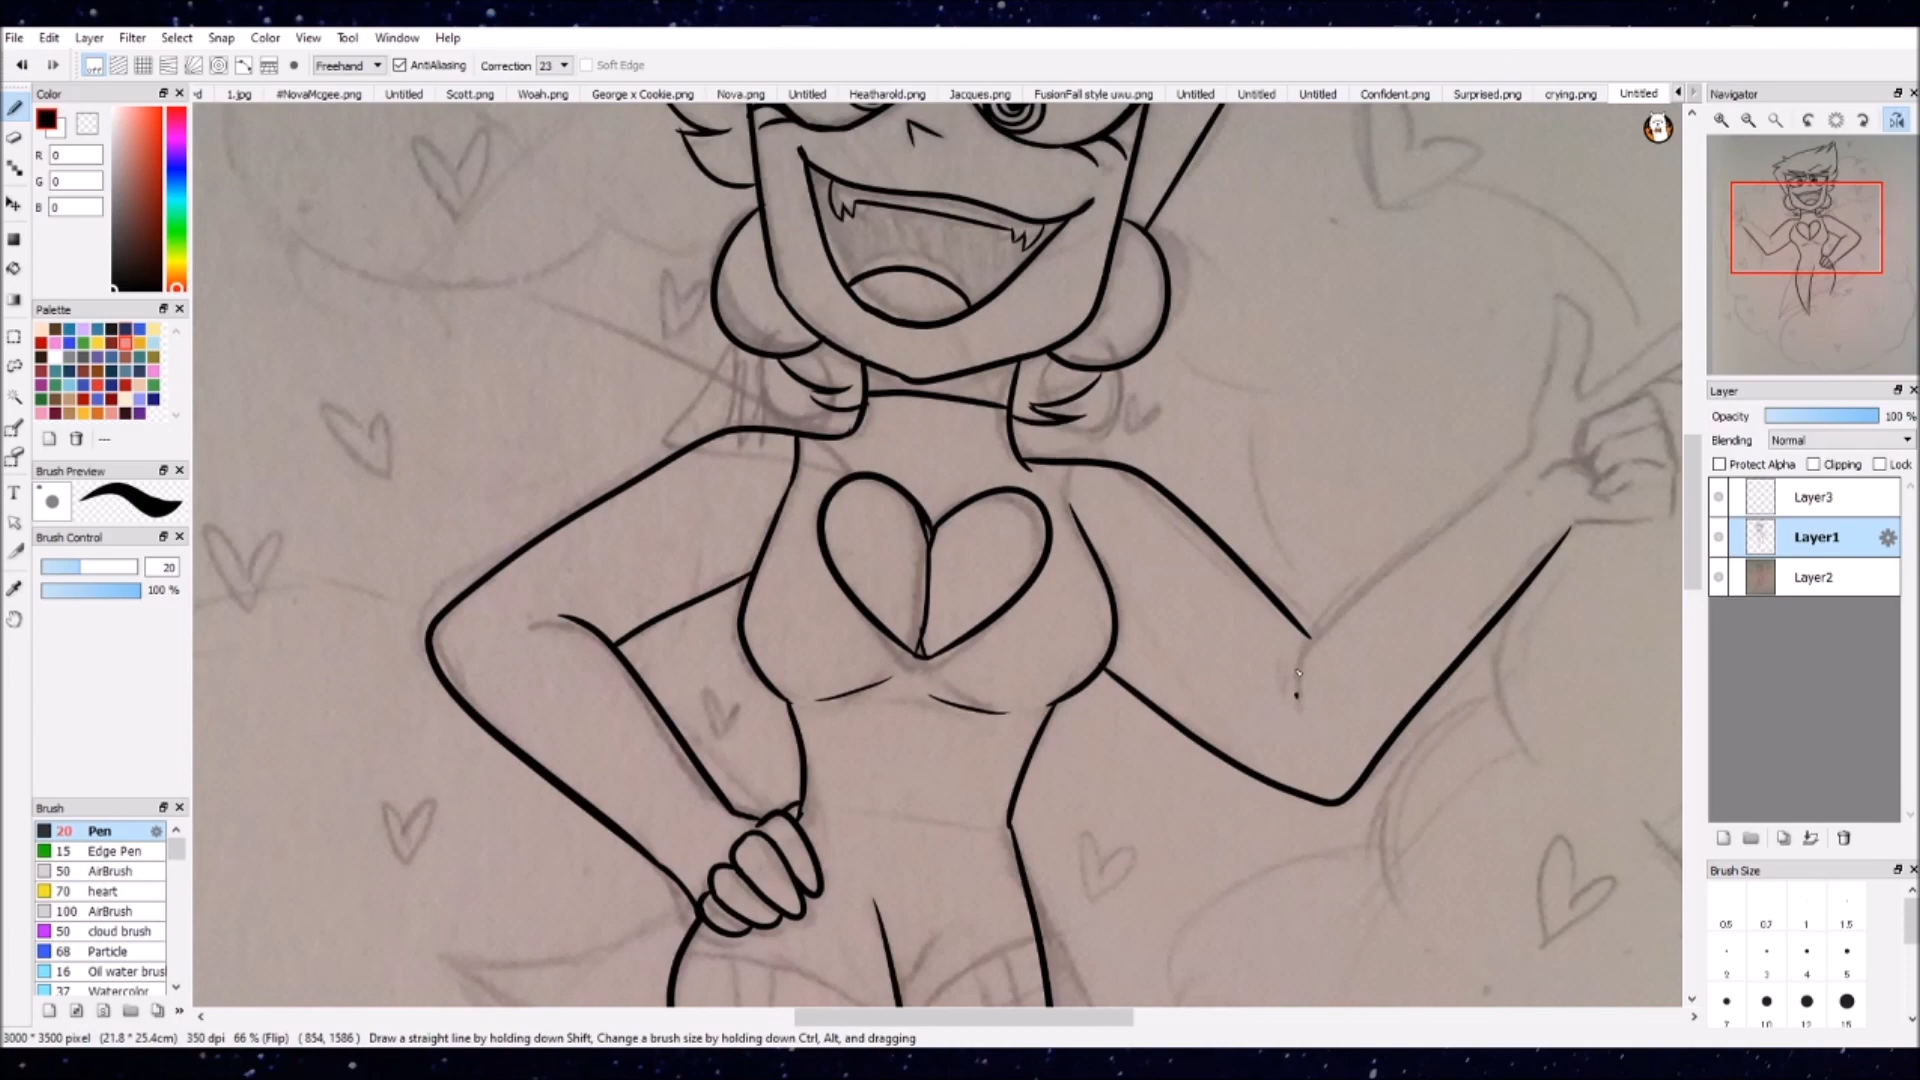 File Edit Layer Filter Select Snap Color View Tool Window Help
off Freehand AntiAliasing Correction 23 Soft Edge
d 1.jpg #NovaMcgee.png Untitled Scott.png Woah.png George x Cookie.png Nova.png Untitled Heatharold.png Jacques.png FusionFall style uwu.png Untitled Untitled Untitled Confident.png Surprised.png crying.png Untitled
Color
R 0
G 0
B 0
Palette
---
Brush Preview
Brush Control
20
100 %
Brush
20 Pen
15 Edge Pen
50 AirBrush
70 heart
100 AirBrush
50 cloud brush
68 Particle
16 Oil water brus
37 Watercolor
Navigator
Layer
Opacity 100 %
Blending Normal
Protect Alpha Clipping Lock
Layer3
Layer1
Layer2
Brush Size
0.5 0.7 1 1.5
2 3 4 5
7 10 12 15
3000 * 3500 pixel (21.8 * 25.4cm) 350 dpi 66 % (Flip) ( 854, 1586 ) Draw a straight line by holding down Shift, Change a brush size by holding down Ctrl, Alt, and dragging